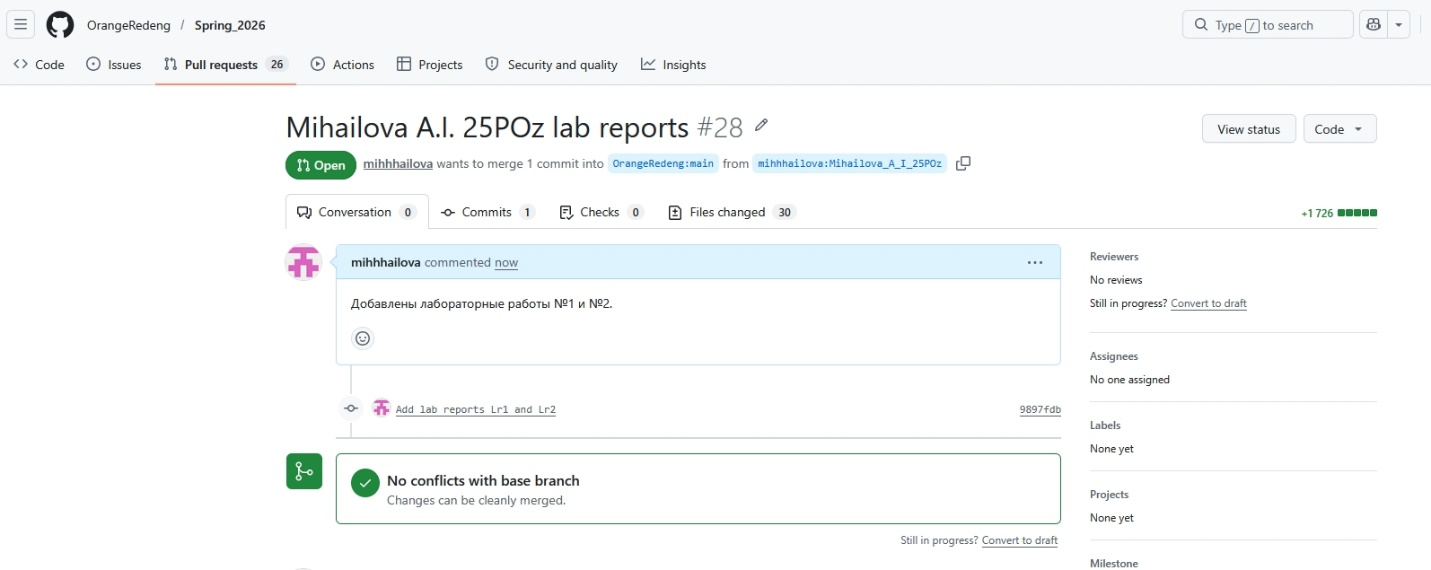 OrangeRedeng / Spring_2026
Type / to search
Code Issues Pull requests 26 Actions Projects Security and quality Insights
Mihailova A.I. 25POz lab reports #28
View status Code
Open mihhhailova wants to merge 1 commit into OrangeRedeng:main from mihhhailova:Mihailova_A_I_25POz
Conversation 0 Commits 1 Checks 0 Files changed 30 +1 726
mihhhailova commented now
Добавлены лабораторные работы №1 и №2.
Add lab reports Lr1 and Lr2 9897fdb
No conflicts with base branch
Changes can be cleanly merged.
Still in progress? Convert to draft
Reviewers
No reviews
Still in progress? Convert to draft
Assignees
No one assigned
Labels
None yet
Projects
None yet
Milestone